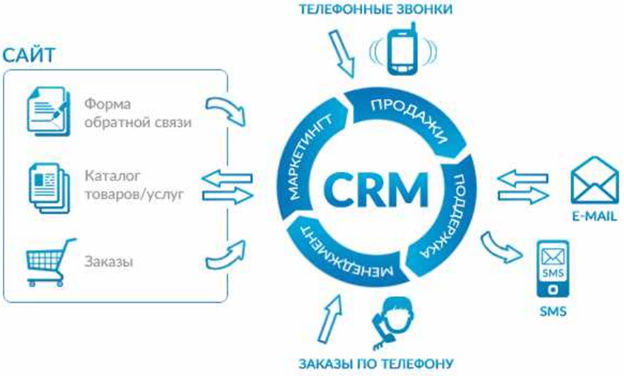 ТЕЛЕФОННЫЕ ЗВОНКИ
САЙТ
Форма
обратной связи
Каталог
товаров/услуг
Заказы
МАРКЕТИНГТ
ПРОДАЖИ
ПОДДЕРЖКА
МЕНЕДЖМЕНТ
CRM
E-MAIL
SMS
SMS
ЗАКАЗЫ ПО ТЕЛЕФОНУ